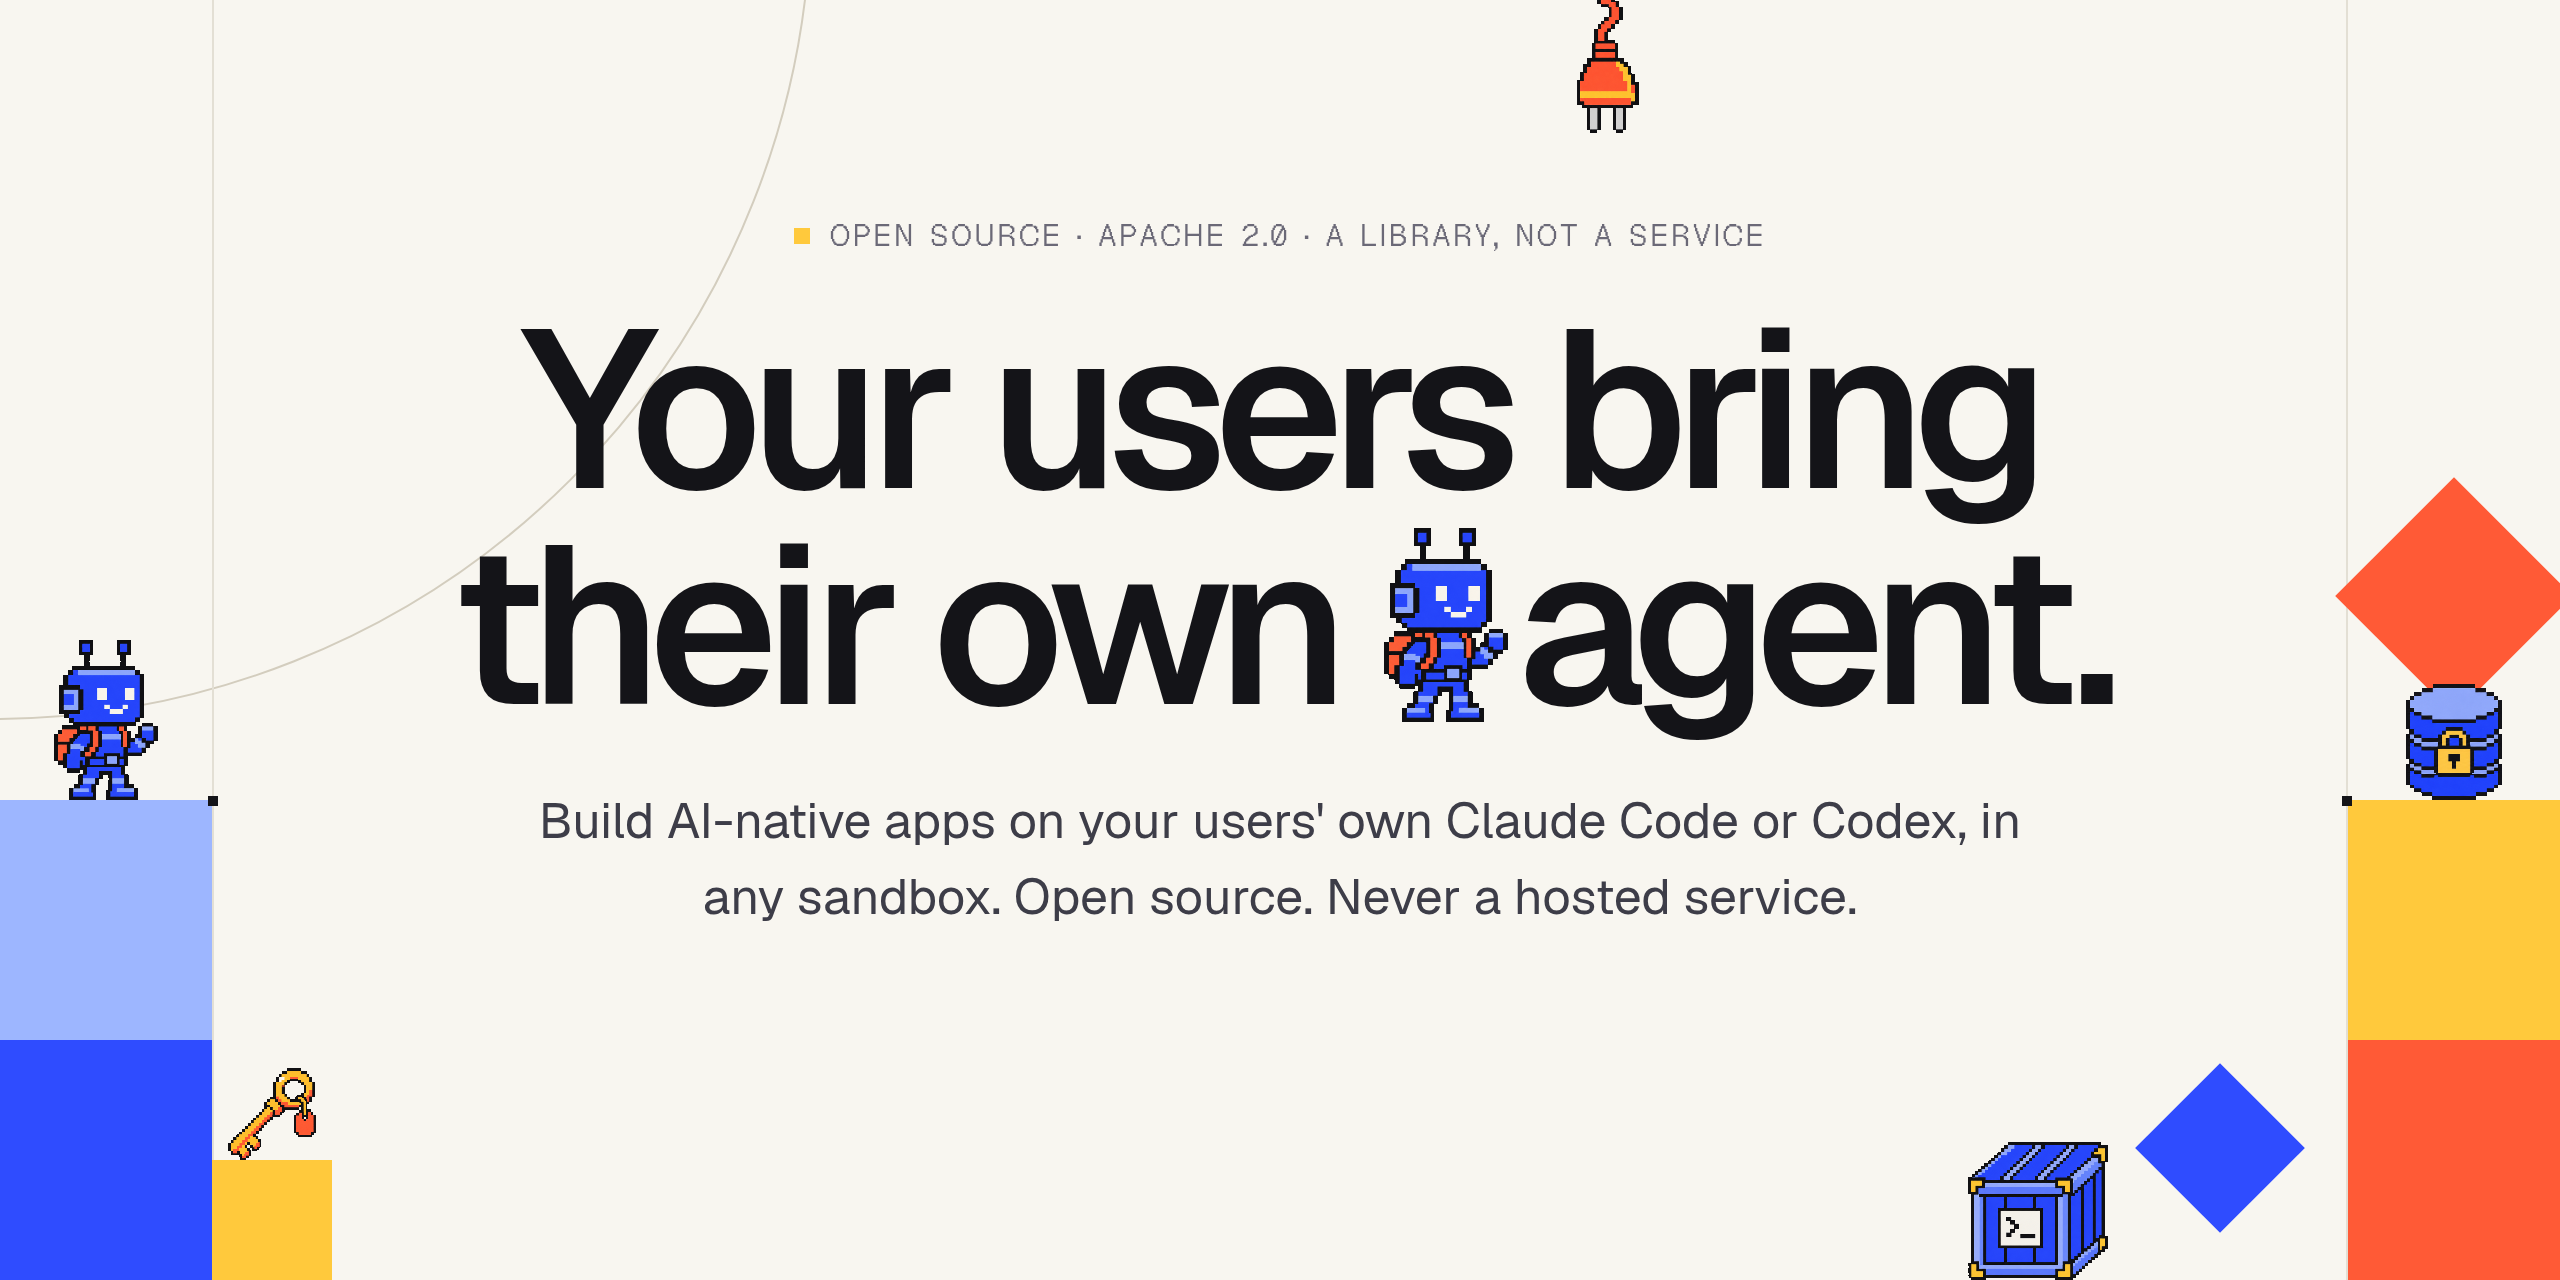 OPEN SOURCE · APACHE 2.0 · A LIBRARY, NOT A SERVICE
Your users bring
their own agent.
Build AI-native apps on your users' own Claude Code or Codex, in
any sandbox. Open source. Never a hosted service.
>_